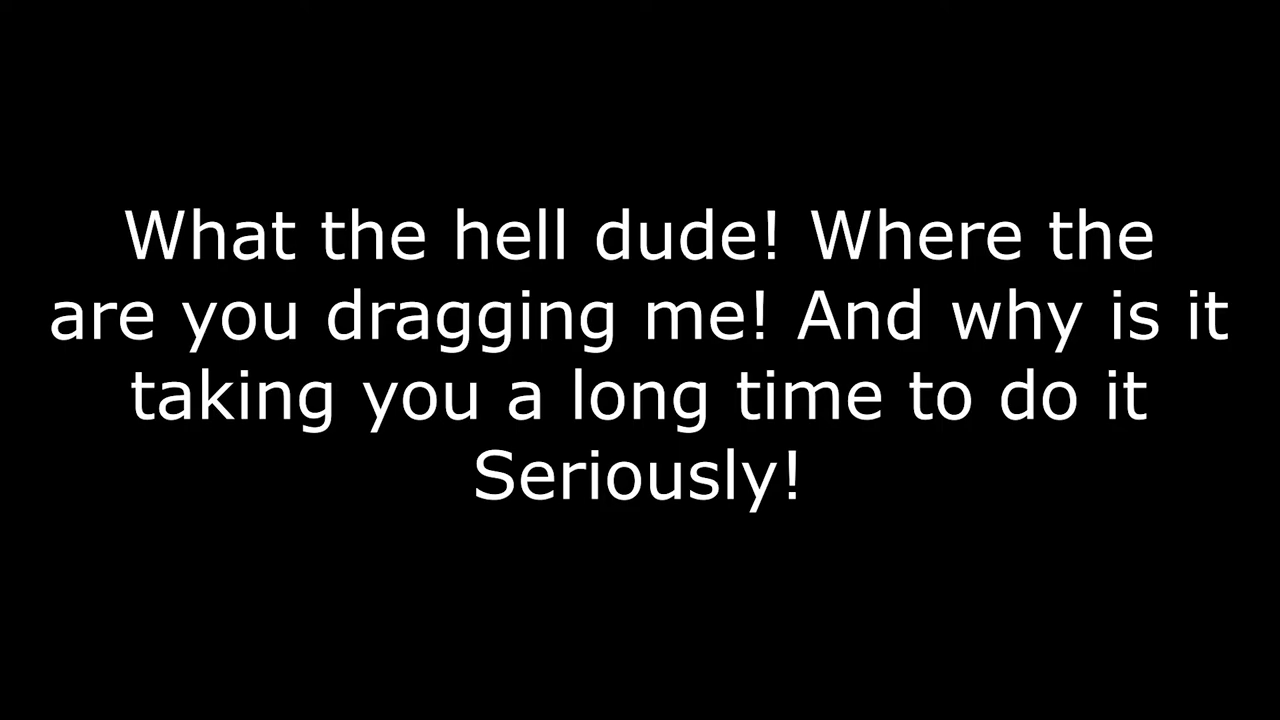 What the hell dude! Where the
are you dragging me! And why is it
taking you a long time to do it
Seriously!